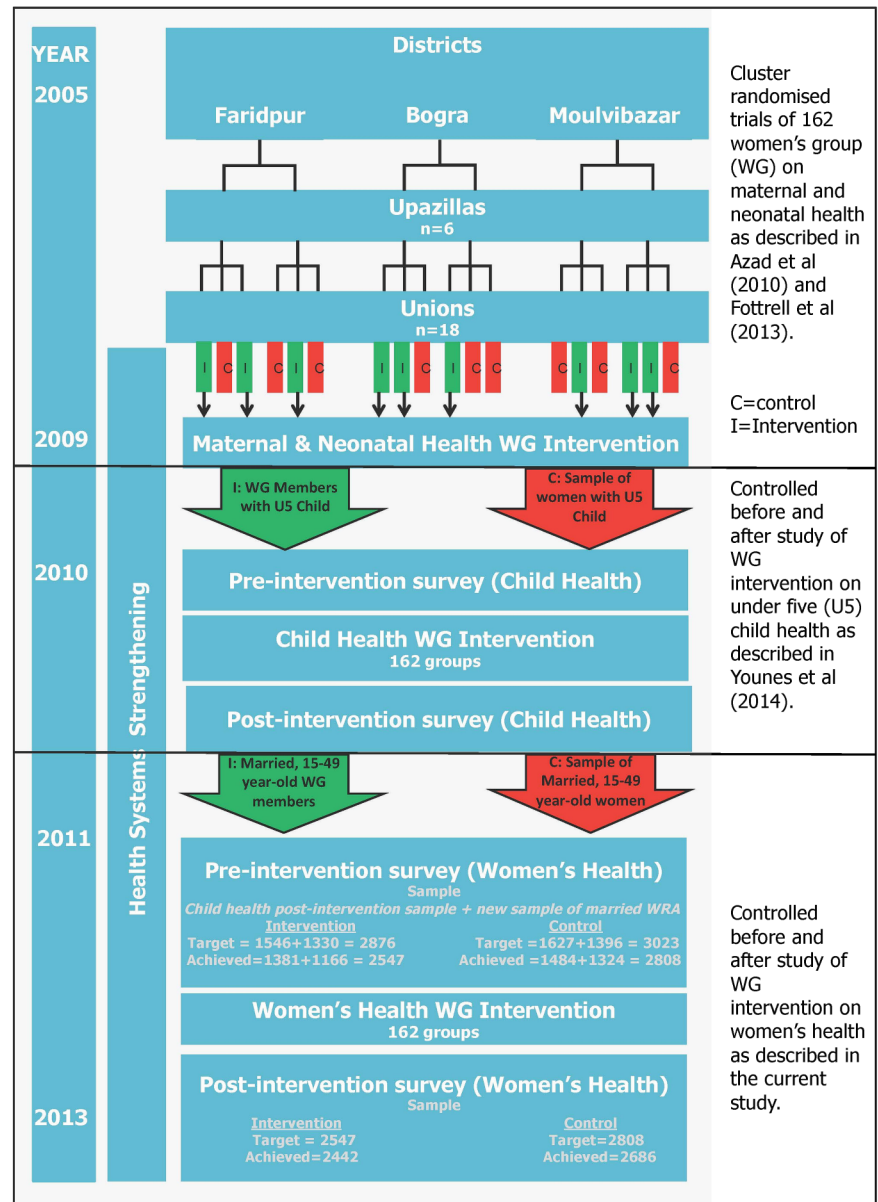 YEAR
2005
Districts
Faridpur Bogra Moulvibazar
Upazillas
n=6
Unions
n=18
I C I C I C I I C I C C C I C I I C
2009
Maternal & Neonatal Health WG Intervention
Cluster
randomised
trials of 162
women's group
(WG) on
maternal and
neonatal health
as described in
Azad et al
(2010) and
Fottrell et al
(2013).
C=control
I=Intervention
Health Systems Strengthening
I: WG Members
with U5 Child
C: Sample of
women with U5
Child
2010
Pre-intervention survey (Child Health)
Child Health WG Intervention
162 groups
Post-intervention survey (Child Health)
Controlled
before and
after study of
WG
intervention on
under five (U5)
child health as
described in
Younes et al
(2014).
I: Married, 15-49
year-old WG
members
C: Sample of
Married, 15-49
year-old women
2011
Pre-intervention survey (Women's Health)
Sample
Child health post-intervention sample + new sample of married WRA
Intervention
Target = 1546+1330 = 2876
Achieved=1381+1166 = 2547
Control
Target =1627+1396 = 3023
Achieved=1484+1324 = 2808
Women's Health WG Intervention
162 groups
2013
Post-intervention survey (Women's Health)
Sample
Intervention
Target = 2547
Achieved=2442
Control
Target=2808
Achieved=2686
Controlled
before and
after study of
WG
intervention on
women's health
as described in
the current
study.